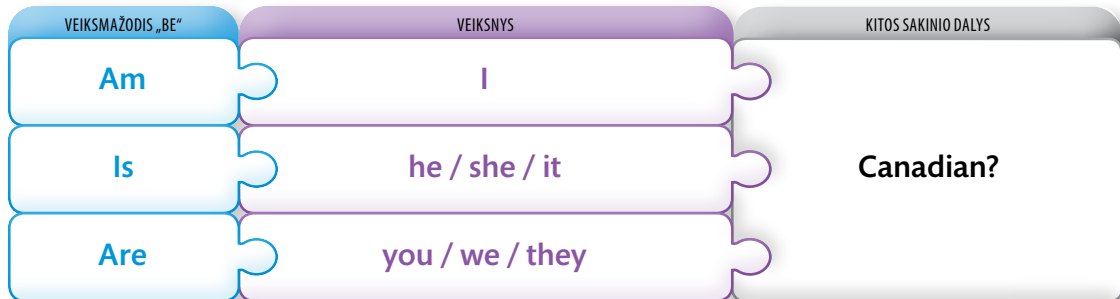 VEIKSMAŽODIS „BE“ VEIKSNYS KITOS SAKINIO DALYS
Am I
Is he / she / it Canadian?
Are you / we / they